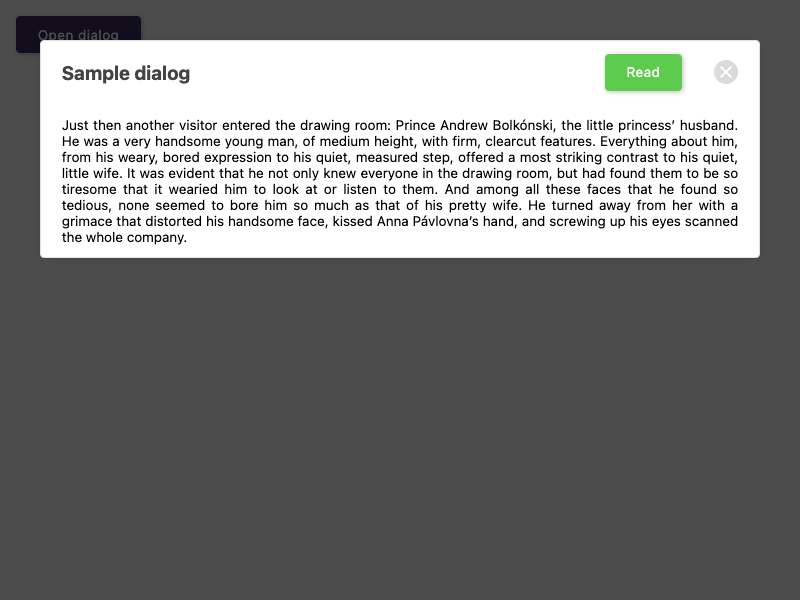 Open dialog
Sample dialog
Read
Just then another visitor entered the drawing room: Prince Andrew Bolkónski, the little princess’ husband.
He was a very handsome young man, of medium height, with firm, clearcut features. Everything about him,
from his weary, bored expression to his quiet, measured step, offered a most striking contrast to his quiet,
little wife. It was evident that he not only knew everyone in the drawing room, but had found them to be so
tiresome that it wearied him to look at or listen to them. And among all these faces that he found so
tedious, none seemed to bore him so much as that of his pretty wife. He turned away from her with a
grimace that distorted his handsome face, kissed Anna Pávlovna’s hand, and screwing up his eyes scanned
the whole company.